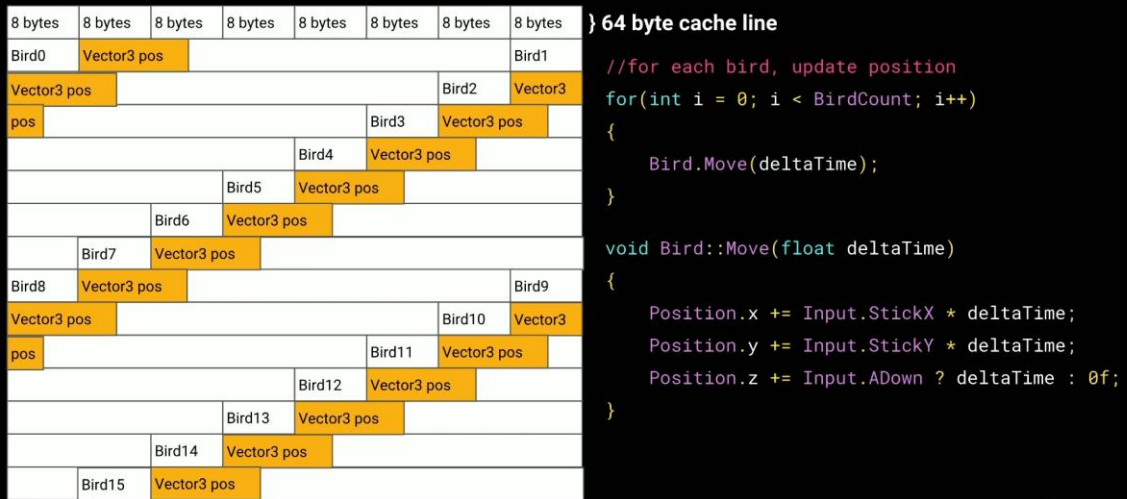 8 bytes 8 bytes 8 bytes 8 bytes 8 bytes 8 bytes 8 bytes 8 bytes } 64 byte cache line
Bird0 Vector3 pos Bird1
Vector3 pos Bird2 Vector3
pos Bird3 Vector3 pos
Bird4 Vector3 pos
Bird5 Vector3 pos
Bird6 Vector3 pos
Bird7 Vector3 pos
Bird8 Vector3 pos Bird9
Vector3 pos Bird10 Vector3
pos Bird11 Vector3 pos
Bird12 Vector3 pos
Bird13 Vector3 pos
Bird14 Vector3 pos
Bird15 Vector3 pos
//for each bird, update position
for(int i = 0; i < BirdCount; i++)
{
Bird.Move(deltaTime);
}
void Bird::Move(float deltaTime)
{
Position.x += Input.StickX * deltaTime;
Position.y += Input.StickY * deltaTime;
Position.z += Input.ADown ? deltaTime : 0f;
}